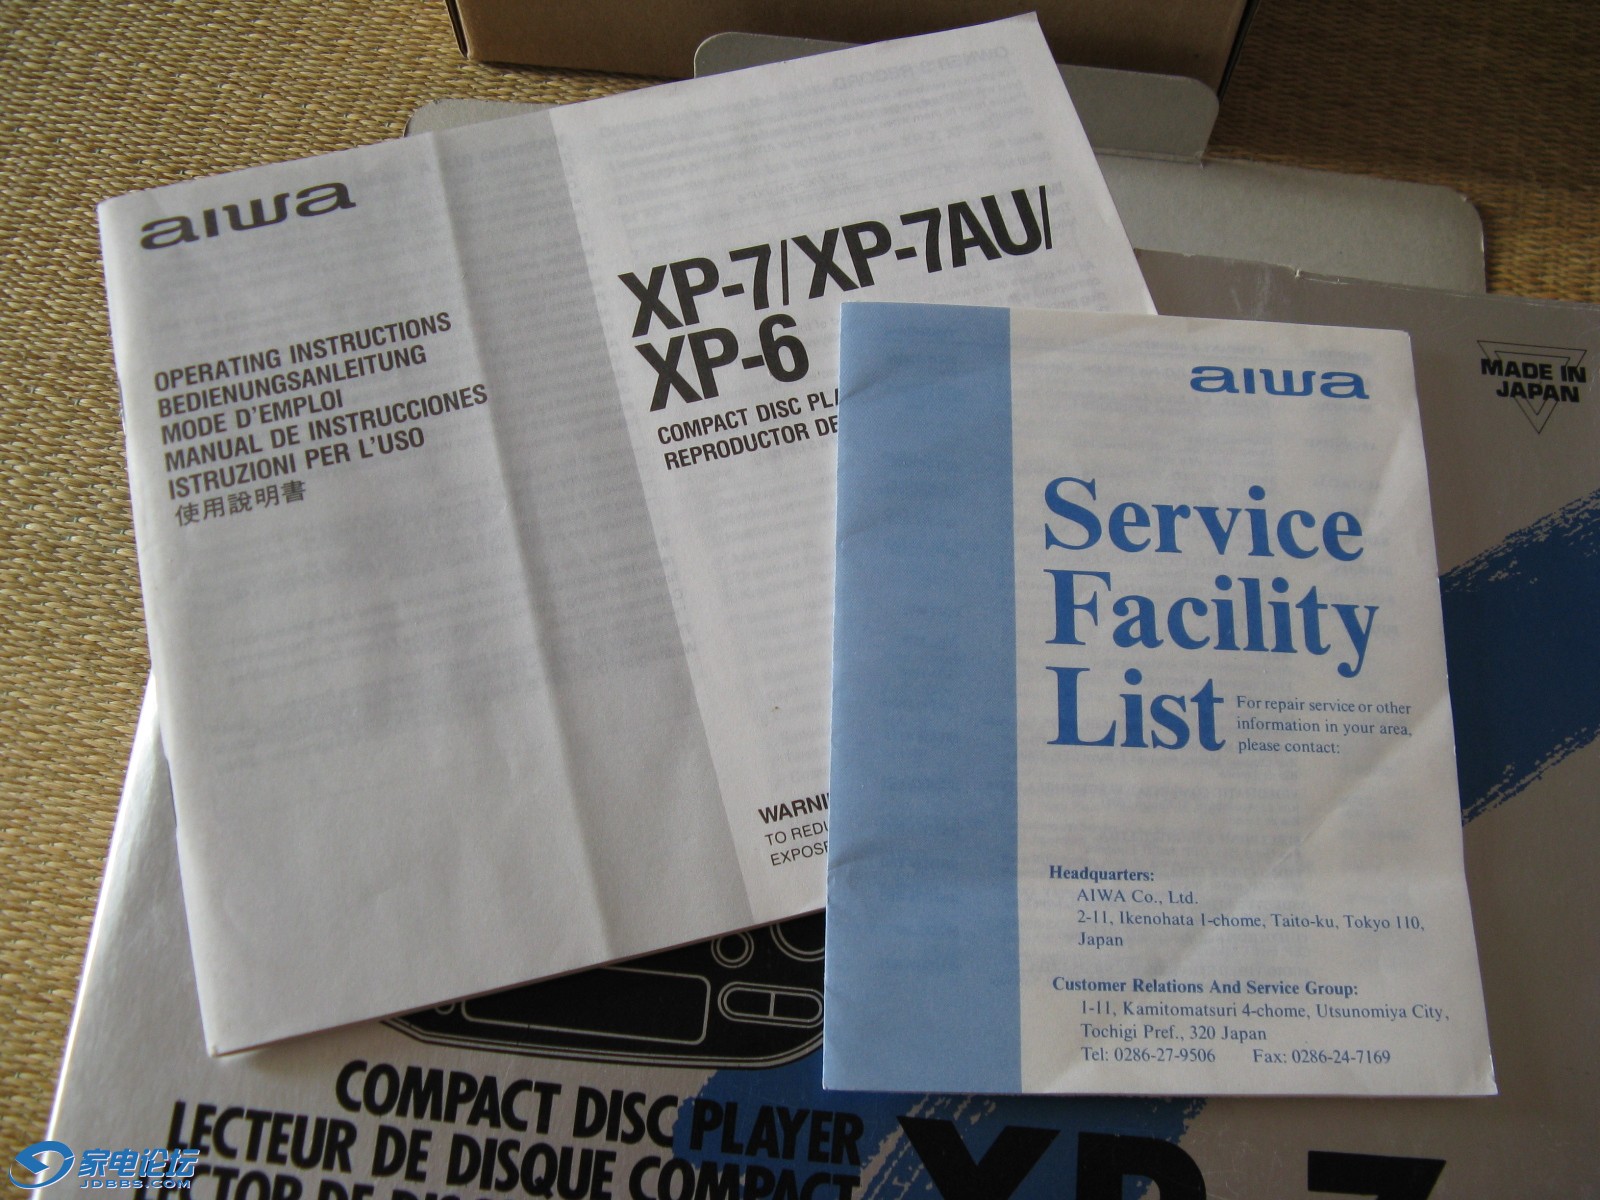 aiwa
OPERATING INSTRUCTIONS
BEDIENUNGSANLEITUNG
MODE D'EMPLOI
MANUAL DE INSTRUCCIONES
ISTRUZIONI PER L'USO
使用說明書
XP-7/XP-7AU/
XP-6
COMPACT DISC PLA
REPRODUCTOR DE
WARNI
TO REDU
EXPOS
aiwa
Service
Facility
List
For repair service or other
information in your area,
please contact:
Headquarters:
AIWA Co., Ltd.
2-11, Ikenohata 1-chome, Taito-ku, Tokyo 110,
Japan
Customer Relations And Service Group:
1-11, Kamitomatsuri 4-chome, Utsunomiya City,
Tochigi Pref., 320 Japan
Tel: 0286-27-9506 Fax: 0286-24-7169
MADE IN
JAPAN
COMPACT DISC PLAYER
LECTEUR DE DISQUE COMPACT
XP-7
家电论坛
JDBBS.COM